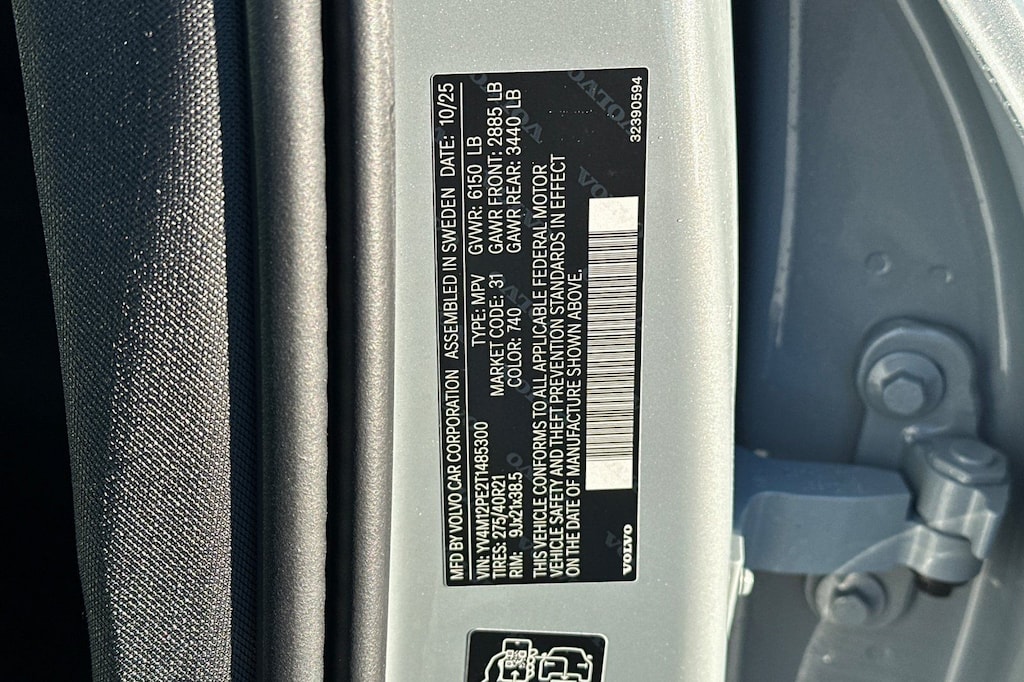 MFD BY VOLVO CAR CORPORATION ASSEMBLED IN SWEDEN DATE: 10/25
VIN: YV4M12PE2T1485300 TYPE: MPV GVWR: 6150 LB
TIRES: 275/40R21 MARKET CODE: 31 GAWR FRONT: 2885 LB
RIM: 9Jx21x38.5 COLOR: 740 GAWR REAR: 3440 LB
THIS VEHICLE CONFORMS TO ALL APPLICABLE FEDERAL MOTOR
VEHICLE SAFETY AND THEFT PREVENTION STANDARDS IN EFFECT
ON THE DATE OF MANUFACTURE SHOWN ABOVE.
VOLVO
32390594